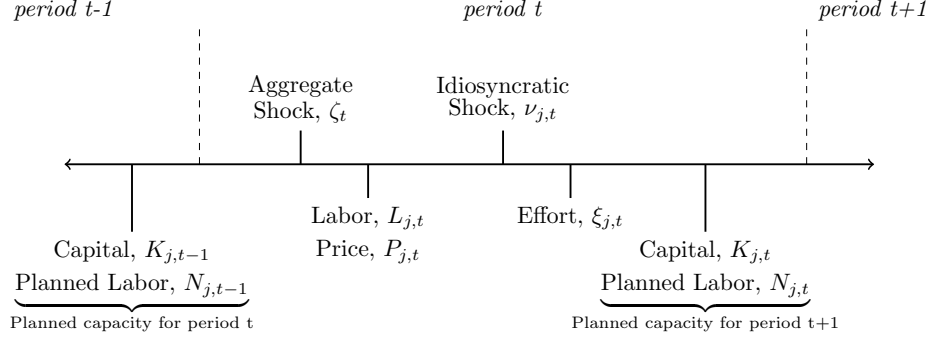 period t-1
period t
period t+1
Aggregate
Shock, ζ_t
Idiosyncratic
Shock, ν_{j,t}
Labor, L_{j,t}
Price, P_{j,t}
Effort, ξ_{j,t}
Capital, K_{j,t−1}
Planned Labor, N_{j,t−1}
Planned capacity for period t
Capital, K_{j,t}
Planned Labor, N_{j,t}
Planned capacity for period t+1